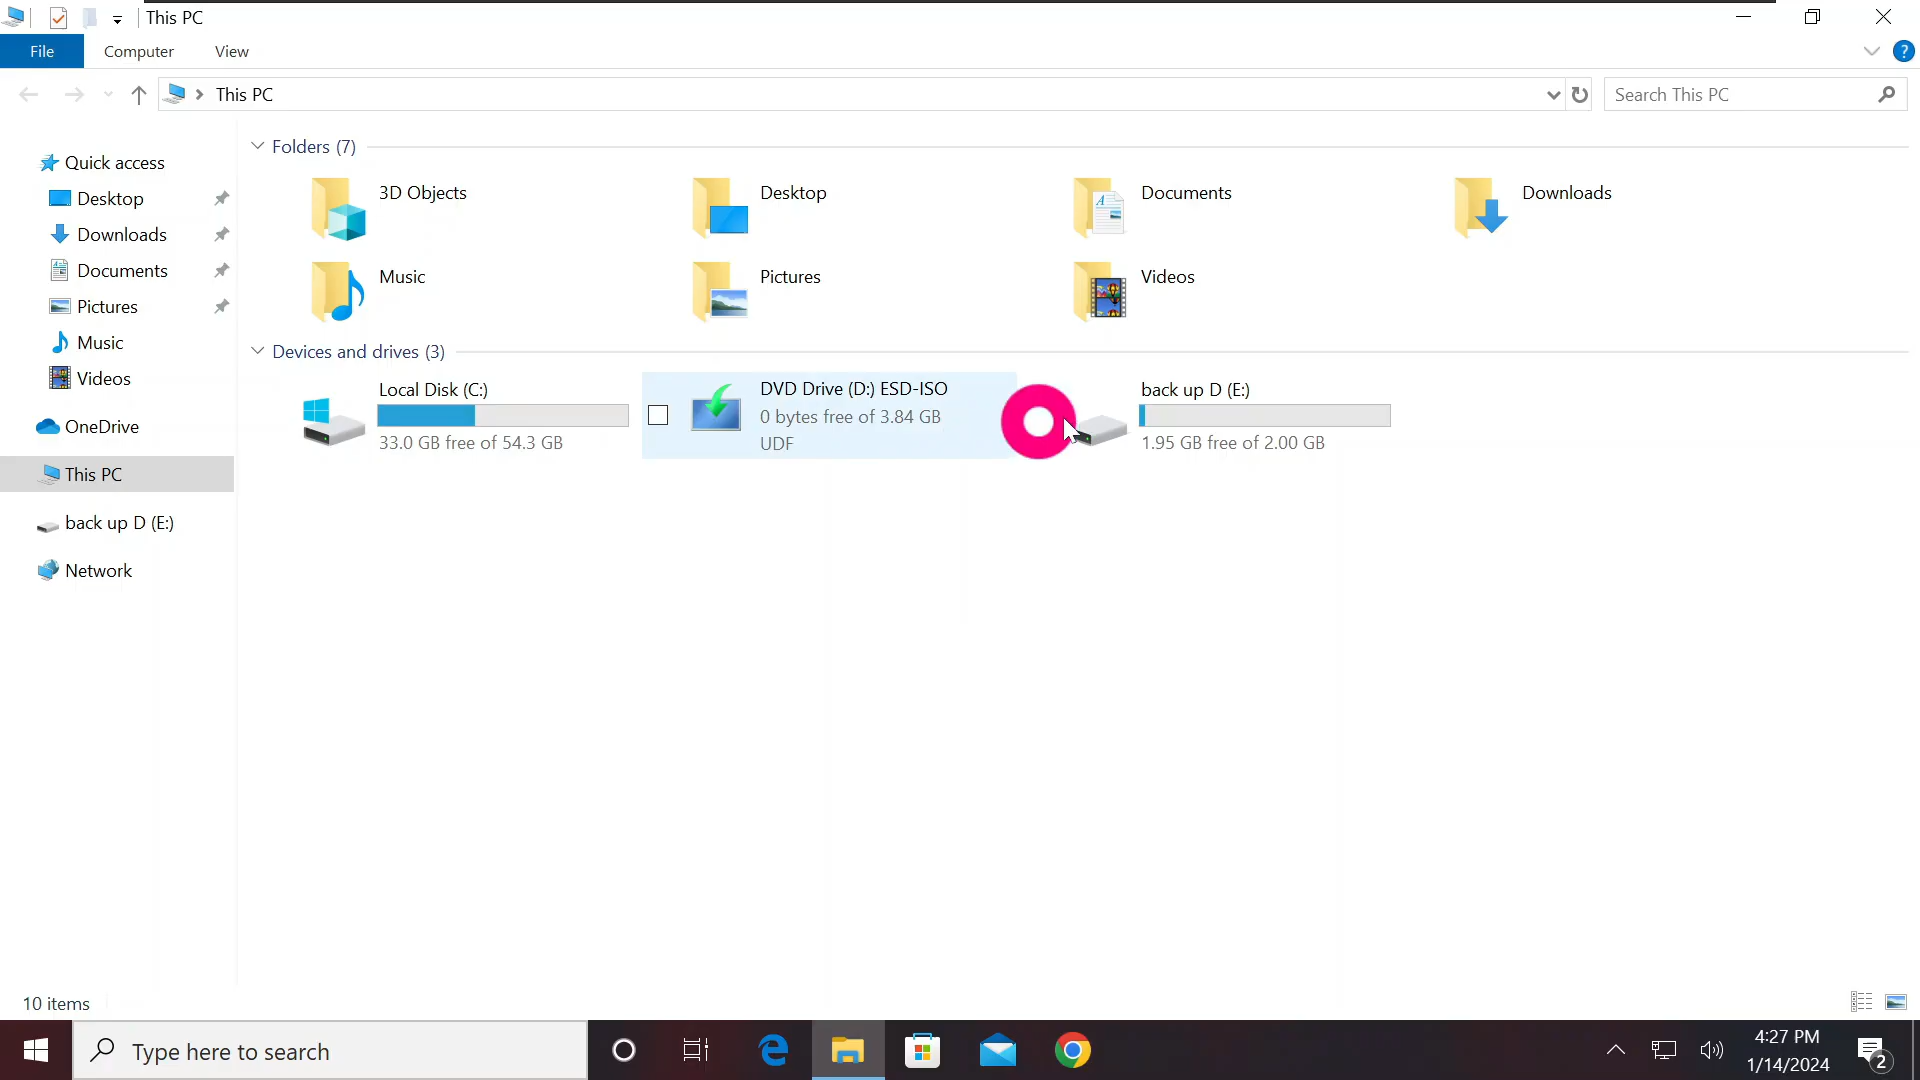 This PC
File Computer View
This PC
Search This PC
Quick access
Desktop
Downloads
Documents
Pictures
Music
Videos
OneDrive
This PC
back up D (E:)
Network
Folders (7)
3D Objects
Desktop
Documents
Downloads
Music
Pictures
Videos
Devices and drives (3)
Local Disk (C:)
33.0 GB free of 54.3 GB
DVD Drive (D:) ESD-ISO
0 bytes free of 3.84 GB
UDF
back up D (E:)
1.95 GB free of 2.00 GB
10 items
Type here to search
4:27 PM
1/14/2024
2